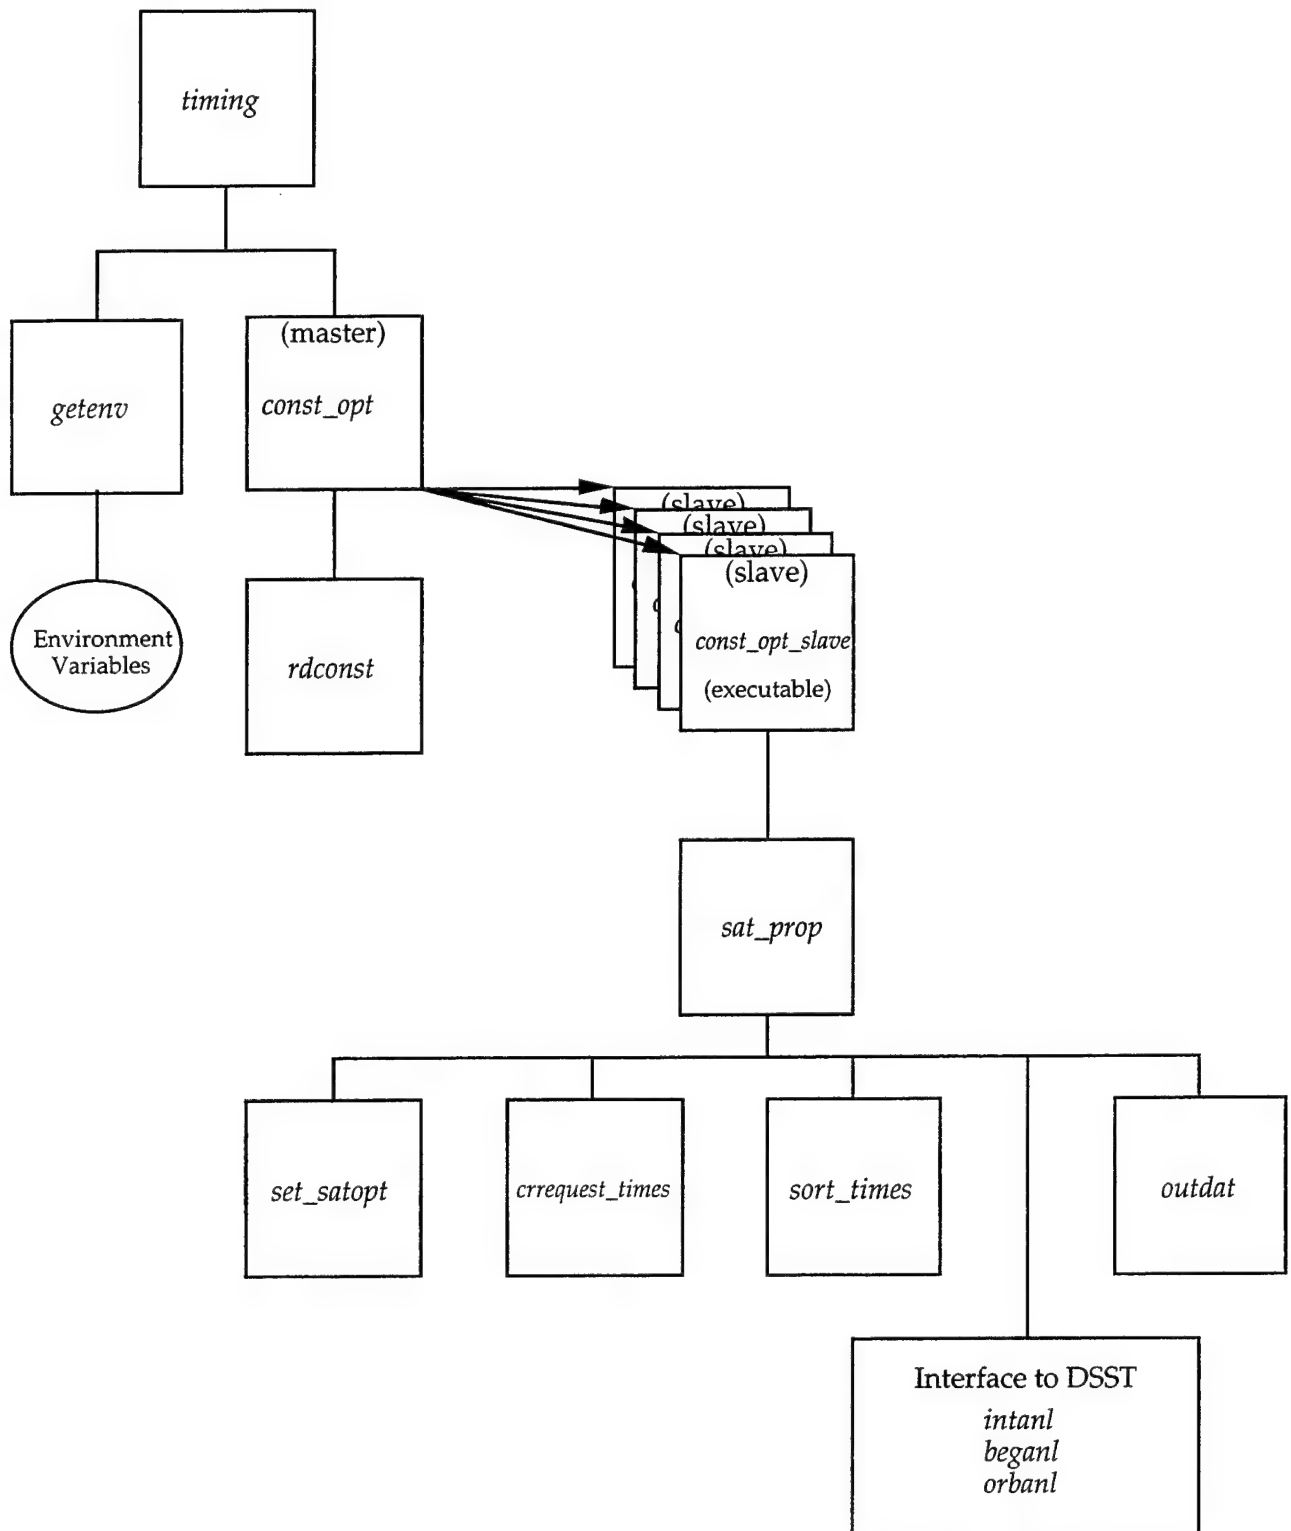 timing
(master)
getenv
const_opt
(slave)
(slave)
(slave)
(slave)
Environment
Variables
rdconst
const_opt_slave
(executable)
sat_prop
set_satopt
crrequest_times
sort_times
outdat
Interface to DSST
intanl
beganl
orbanl